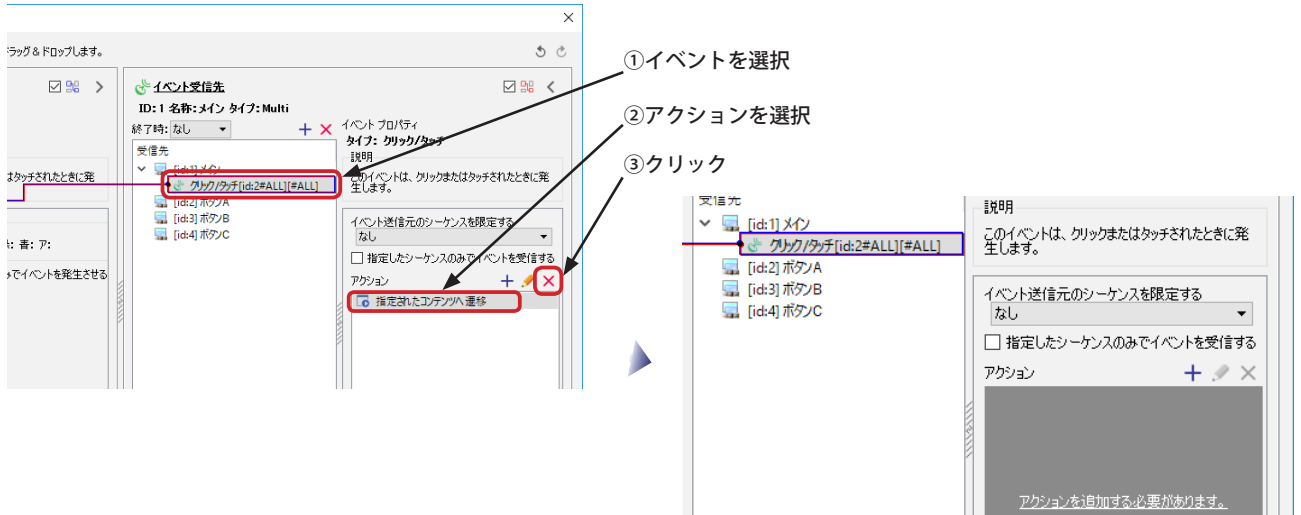 ドラッグ & ドロップします。
①イベントを選択
イベント受信先
ID: 1 名称: メイン タイプ: Multi
②アクションを選択
終了時: なし
イベント プロパティ
タイプ: クリック/タッチ
受信先
説明
③クリック
[id:1] メイン
このイベントは、クリックまたはタッチされたときに発
生します。
はタッチされたときに発
クリック/タッチ[id:2#ALL][#ALL]
[id:2] ボタンA
[id:3] ボタンB
[id:4] ボタンC
イベント送信元のシーケンスを限定する
なし
: 青: ア:
指定したシーケンスのみでイベントを受信する
みでイベントを発生させる
アクション
指定されたコンテンツへ遷移
受信先
[id:1] メイン
クリック/タッチ[id:2#ALL][#ALL]
[id:2] ボタンA
[id:3] ボタンB
[id:4] ボタンC
説明
このイベントは、クリックまたはタッチされたときに発
生します。
イベント送信元のシーケンスを限定する
なし
指定したシーケンスのみでイベントを受信する
アクション
アクションを追加する必要があります。